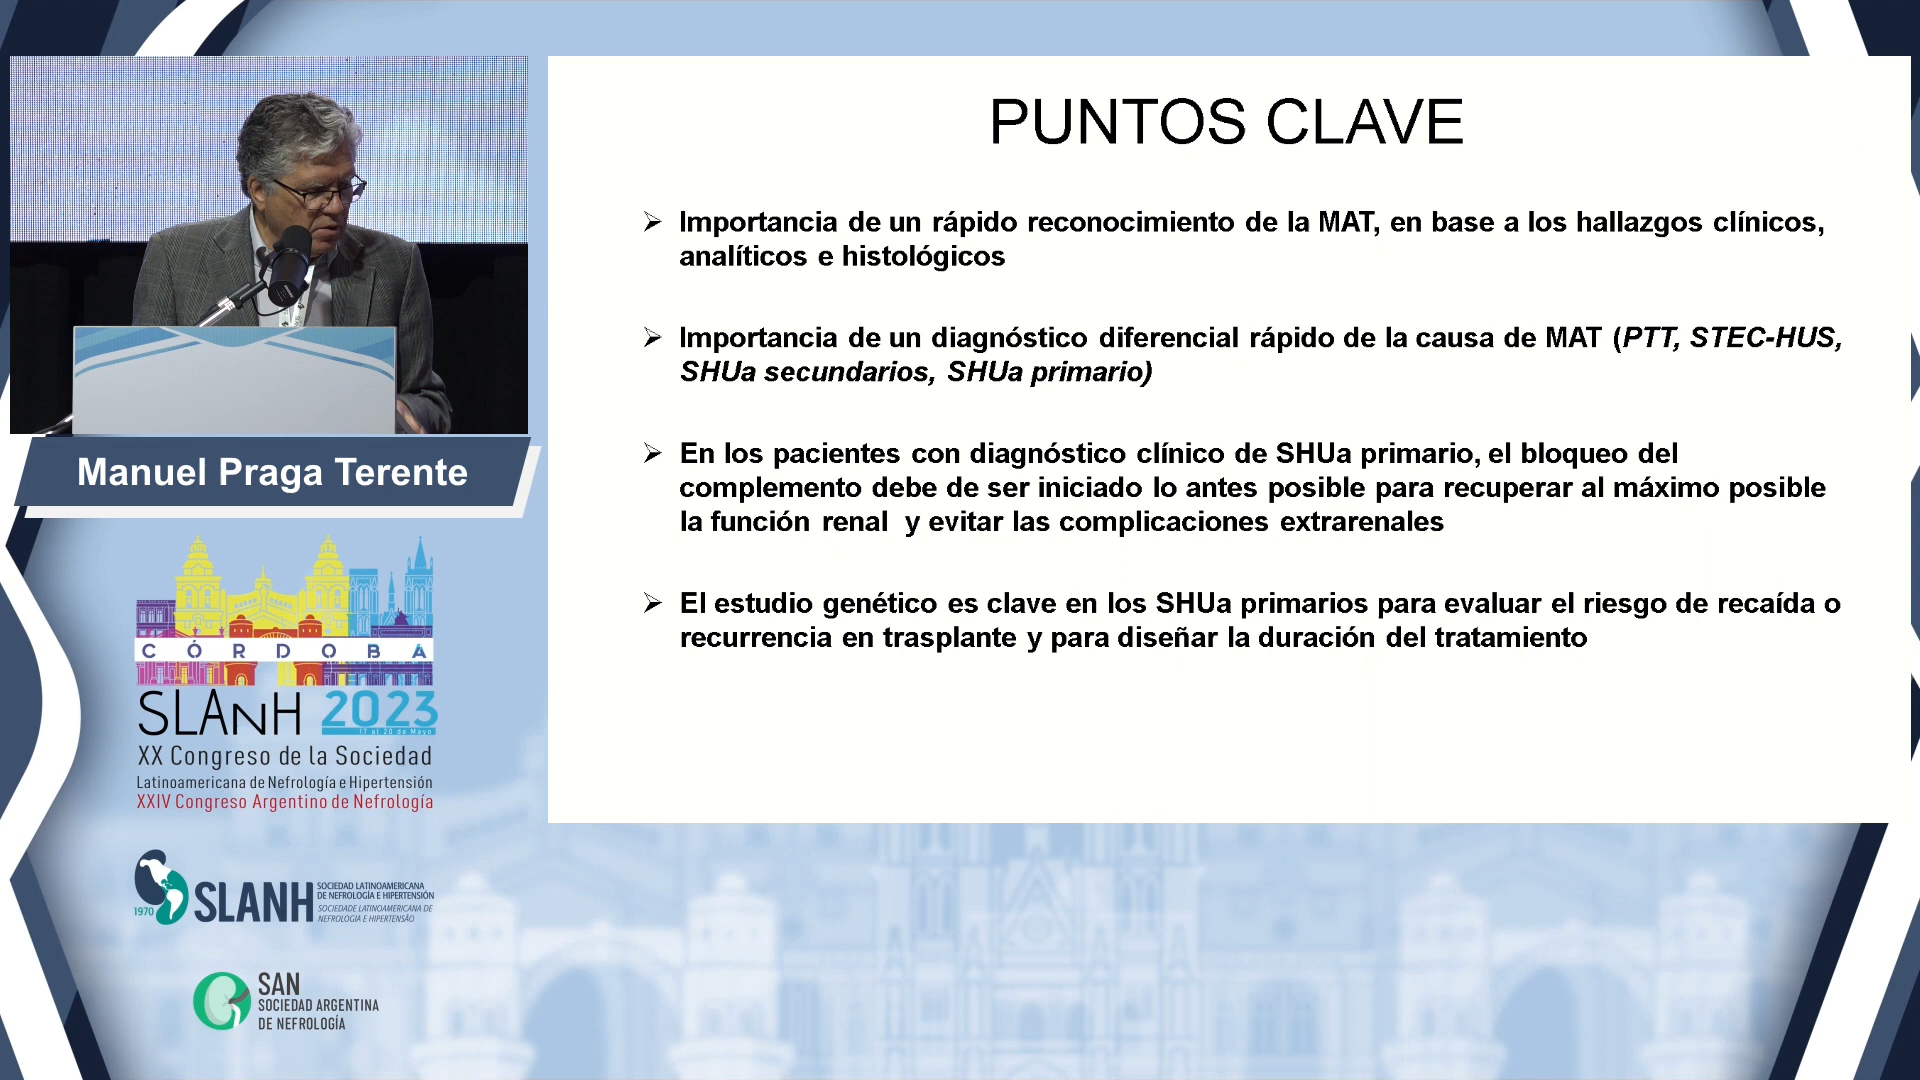 PUNTOS CLAVE
Importancia de un rápido reconocimiento de la MAT, en base a los hallazgos clínicos,
analíticos e histológicos
Importancia de un diagnóstico diferencial rápido de la causa de MAT (PTT, STEC-HUS,
SHUa secundarios, SHUa primario)
En los pacientes con diagnóstico clínico de SHUa primario, el bloqueo del
complemento debe de ser iniciado lo antes posible para recuperar al máximo posible
la función renal y evitar las complicaciones extrarenales
El estudio genético es clave en los SHUa primarios para evaluar el riesgo de recaída o
recurrencia en trasplante y para diseñar la duración del tratamiento
Manuel Praga Terente
CÓRDOBA
SLANH 2023
17 al 20 de Mayo
XX Congreso de la Sociedad
Latinoamericana de Nefrología e Hipertensión
XXIV Congreso Argentino de Nefrología
1970
SLANH
SOCIEDAD LATINOAMERICANA
DE NEFROLOGÍA E HIPERTENSIÓN
SOCIEDADE LATINOAMERICANA DE
NEFROLOGIA E HIPERTENSÃO
SAN
SOCIEDAD ARGENTINA
DE NEFROLOGÍA